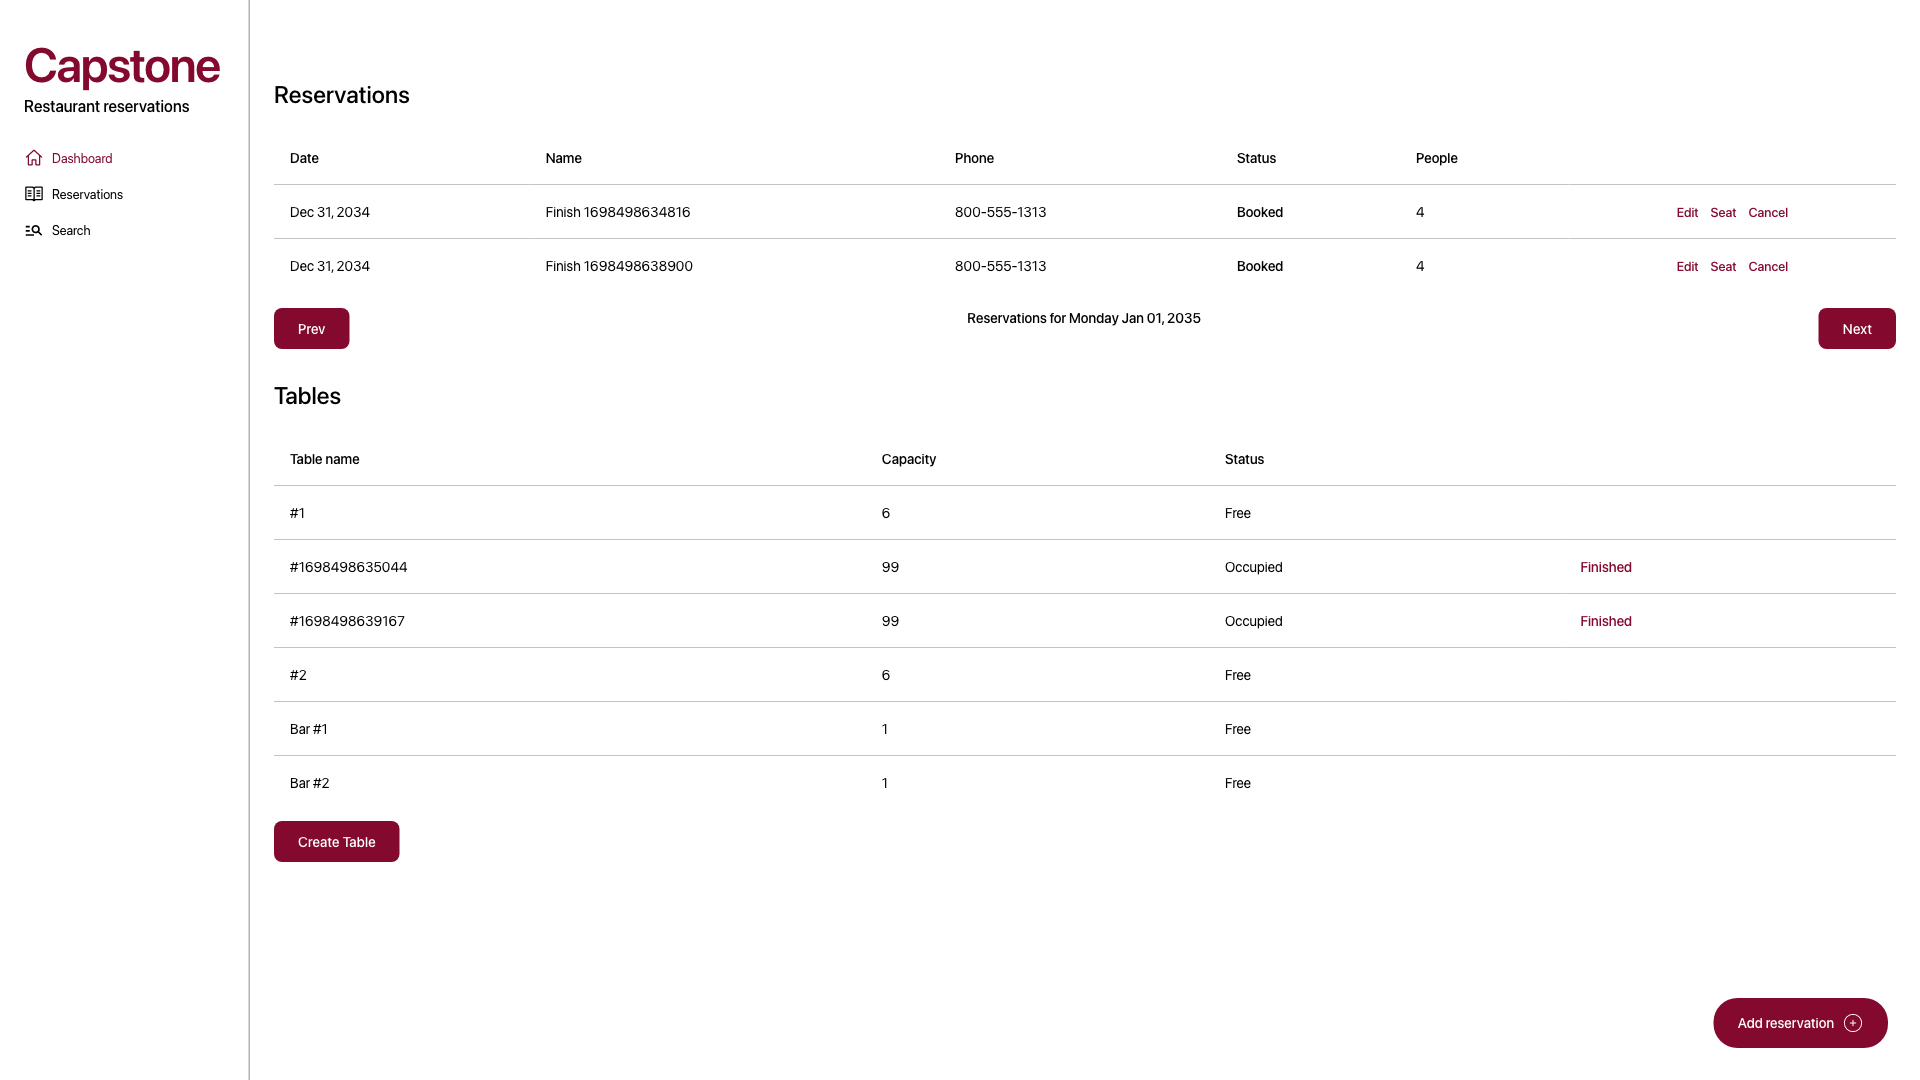 Capstone
Restaurant reservations
Dashboard
Reservations
Search
Reservations
Date Name Phone Status People
Dec 31, 2034 Finish 1698498634816 800-555-1313 Booked 4 Edit Seat Cancel
Dec 31, 2034 Finish 1698498638900 800-555-1313 Booked 4 Edit Seat Cancel
Prev Reservations for Monday Jan 01, 2035 Next
Tables
Table name Capacity Status
#1 6 Free
#1698498635044 99 Occupied Finished
#1698498639167 99 Occupied Finished
#2 6 Free
Bar #1 1 Free
Bar #2 1 Free
Create Table
Add reservation